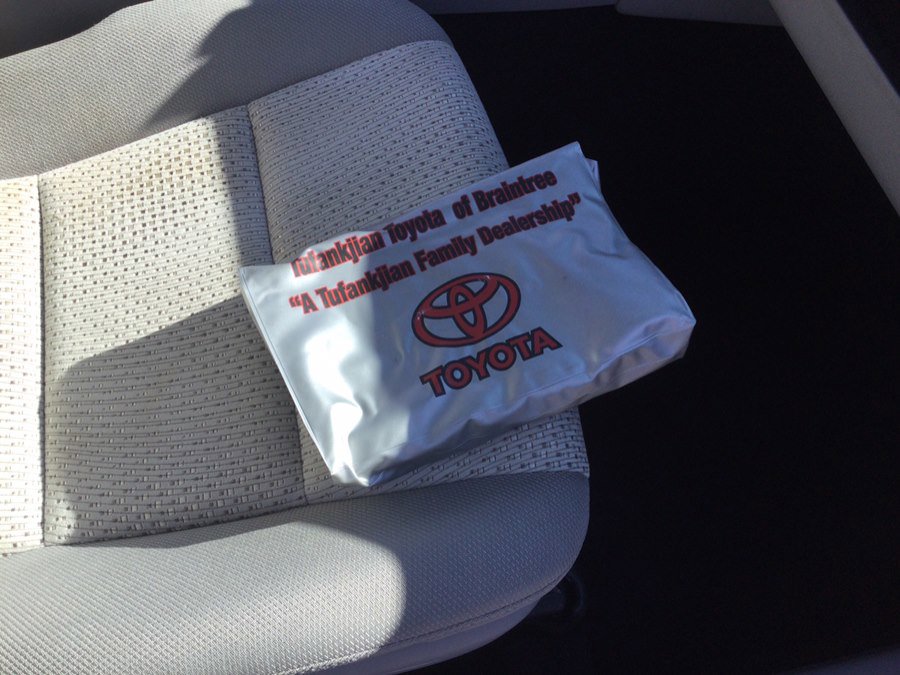 Tufankjian Toyota of Braintree
“A Tufankjian Family Dealership”
TOYOTA